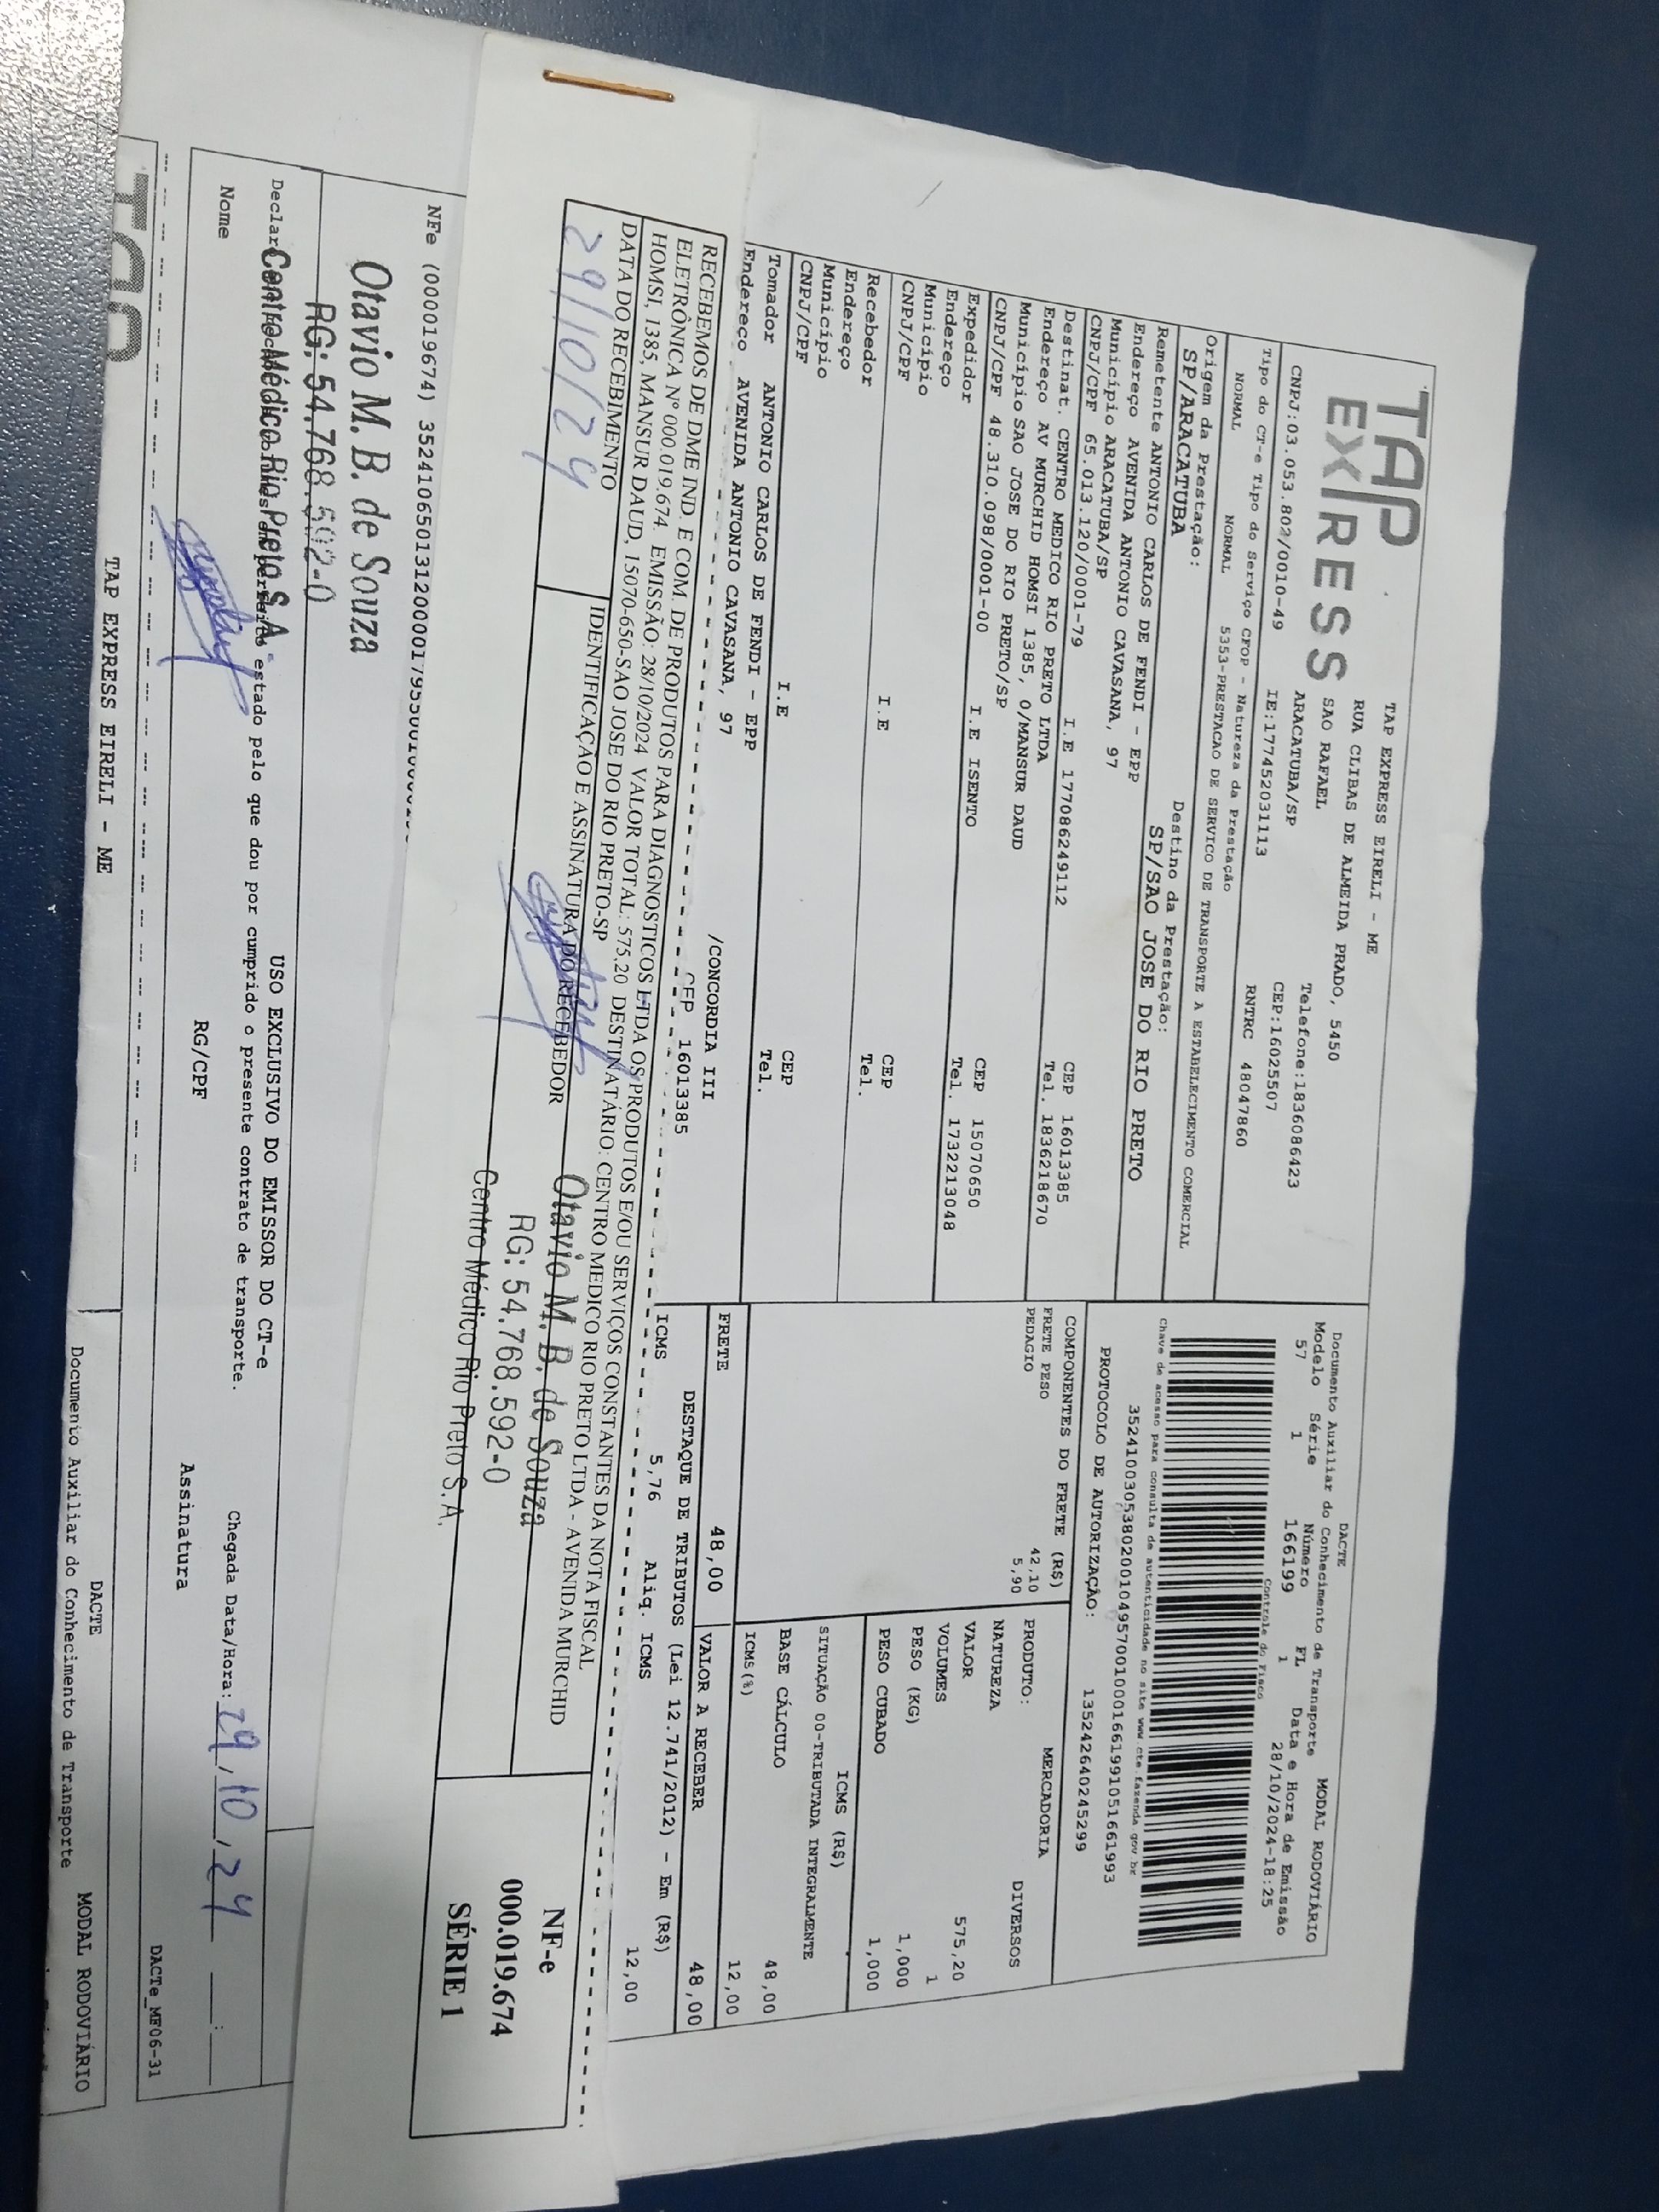 TAP
EXPRESS
TAP EXPRESS EIRELI - ME
RUA CLIBAS DE ALMEIDA PRADO, 5450
SAO RAFAEL
ARACATUBA/SP
Telefone:1836086423
CNPJ:03.053.802/0010-49 IE:177452031113 CEP:16025507
RNTRC 48047860
Tipo do CT-e Tipo do Serviço CFOP - Natureza da Prestação
NORMAL NORMAL 5353-PRESTACAO DE SERVICO DE TRANSPORTE A ESTABELECIMENTO COMERCIAL
Origem da Prestação: Destino da Prestação:
SP/ARACATUBA SP/SAO JOSE DO RIO PRETO
Remetente ANTONIO CARLOS DE FENDI - EPP
Endereço AVENIDA ANTONIO CAVASANA, 97
Município ARACATUBA/SP CEP 16013385
CNPJ/CPF 65.013.120/0001-79 I.E 177086249112 Tel. 1836218670
Destinat. CENTRO MEDICO RIO PRETO LTDA
Endereço AV MURCHID HOMSI 1385, 0/MANSUR DAUD
Município SAO JOSE DO RIO PRETO/SP CEP 15070650
CNPJ/CPF 48.310.098/0001-00 I.E ISENTO Tel. 1732213048
Expedidor
Endereço
Município CEP
CNPJ/CPF I.E Tel.
Recebedor
Endereço
Município CEP
CNPJ/CPF I.E Tel.
Tomador ANTONIO CARLOS DE FENDI - EPP
Endereço AVENIDA ANTONIO CAVASANA, 97 /CONCORDIA III
CEP 16013385
DACTE
Documento Auxiliar do Conhecimento de Transporte MODAL RODOVIÁRIO
Modelo Série Número FL Data e Hora de Emissão
57 1 166199 1 28/10/2024-18:25
Controle do Fisco
Chave de acesso para consulta de autenticidade no site www.cte.fazenda.gov.br
35241003053802001049570010001661991051661993
PROTOCOLO DE AUTORIZAÇÃO: 135242640245299
COMPONENTES DO FRETE (R$)
FRETE PESO 42,10
PEDAGIO 5,90
MERCADORIA
PRODUTO: DIVERSOS
NATUREZA
VALOR 575,20
VOLUMES 1
PESO (KG) 1,000
PESO CUBADO 1,000
ICMS (R$)
SITUAÇÃO 00-TRIBUTADA INTEGRALMENTE
BASE CÁLCULO 48,00
ICMS(%) 12,00
FRETE 48,00 VALOR A RECEBER 48,00
DESTAQUE DE TRIBUTOS (Lei 12.741/2012) - Em (R$)
ICMS 5,76 Aliq. ICMS 12,00
RECEBEMOS DE DME IND. E COM. DE PRODUTOS PARA DIAGNOSTICOS LTDA OS PRODUTOS E/OU SERVIÇOS CONSTANTES DA NOTA FISCAL
ELETRÔNICA Nº 000.019.674. EMISSÃO: 28/10/2024 VALOR TOTAL: 575,20 DESTINATÁRIO: CENTRO MEDICO RIO PRETO LTDA - AVENIDA MURCHID
HOMSI, 1385, MANSUR DAUD, 15070-650-SAO JOSE DO RIO PRETO-SP
DATA DO RECEBIMENTO IDENTIFICAÇÃO E ASSINATURA DO RECEBEDOR
29/10/24
Otavio M. B. de Souza
RG: 54.768.592-0
Centro Médico Rio Preto S.A.
NF-e
000.019.674
SÉRIE 1
NFe (000019674)
Otavio M. B. de Souza
RG: 54.768.592-0
Centro Médico Rio Preto S.A.
USO EXCLUSIVO DO EMISSOR DO CT-e
estado pelo que dou por cumprido o presente contrato de transporte.
Chegada Data/Hora: 29/10/24
Nome RG/CPF Assinatura
DACTe_MF06-31
TAP
TAP EXPRESS EIRELI - ME
DACTE
Documento Auxiliar do Conhecimento de Transporte MODAL RODOVIÁRIO